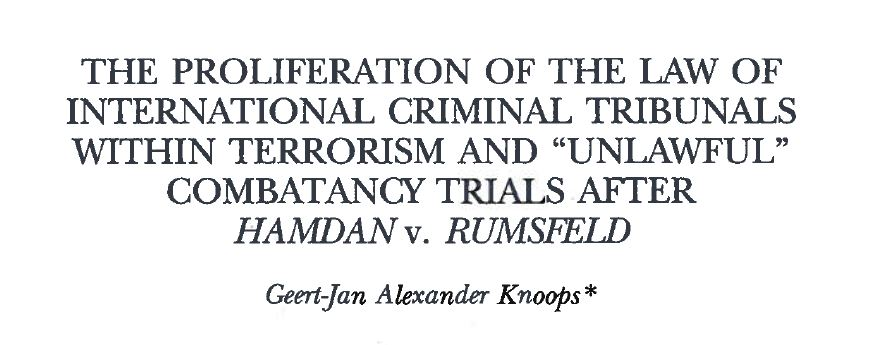 THE PROLIFERATION OF THE LAW OF
INTERNATIONAL CRIMINAL TRIBUNALS
WITHIN TERRORISM AND “UNLAWFUL”
COMBATANCY TRIALS AFTER
HAMDAN v. RUMSFELD
Geert-Jan Alexander Knoops*